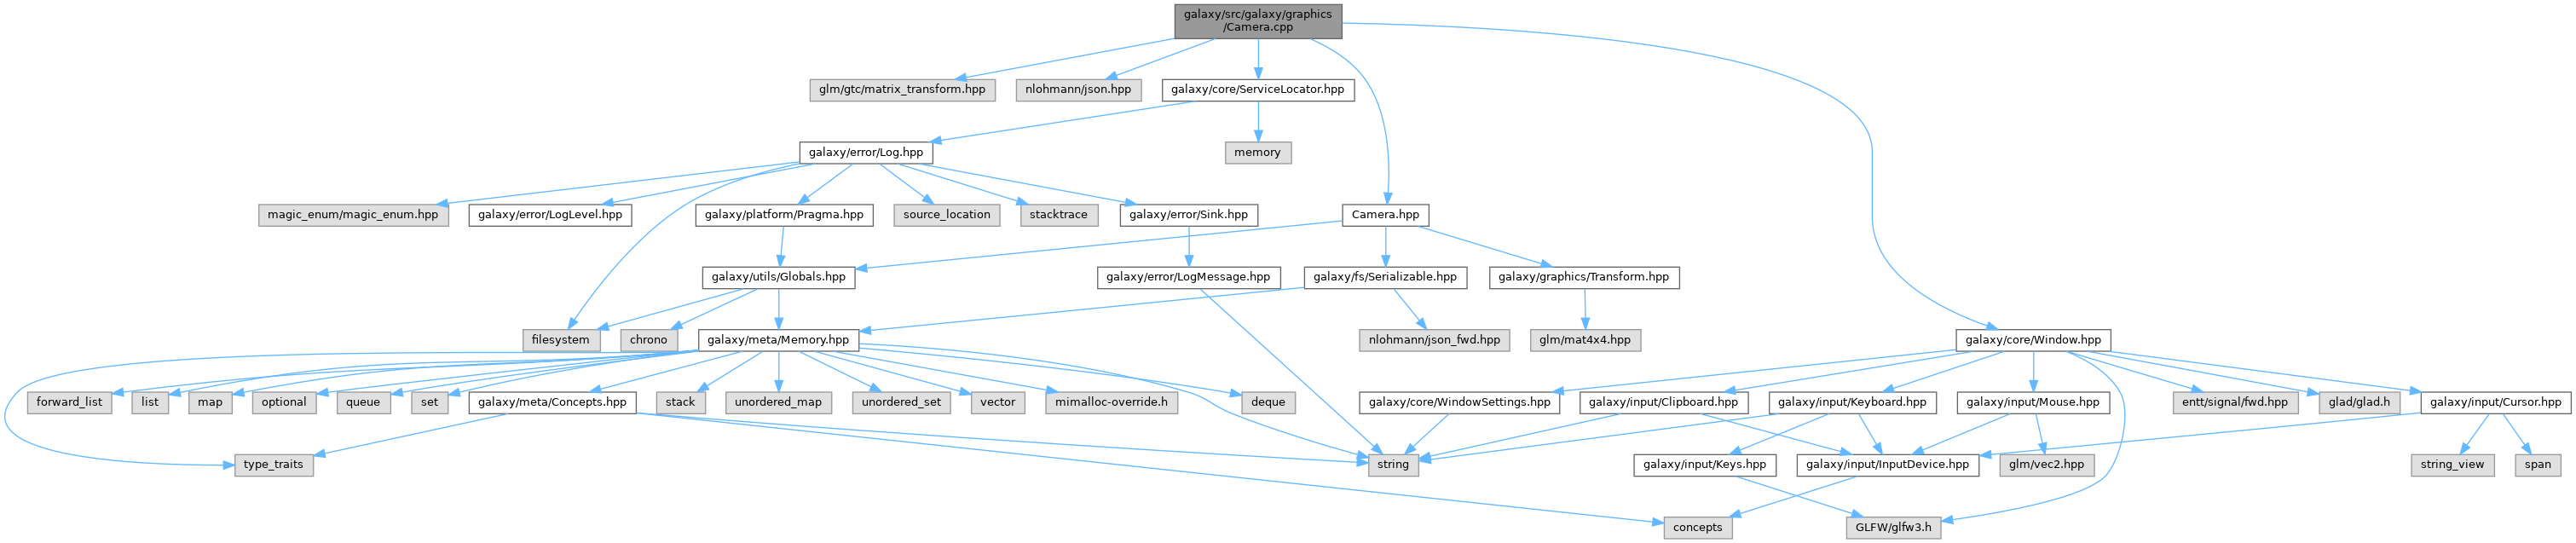 galaxy/src/galaxy/graphics
/Camera.cpp
glm/gtc/matrix_transform.hpp
nlohmann/json.hpp
galaxy/core/ServiceLocator.hpp
galaxy/error/Log.hpp
memory
magic_enum/magic_enum.hpp
galaxy/error/LogLevel.hpp
galaxy/platform/Pragma.hpp
source_location
stacktrace
galaxy/error/Sink.hpp
Camera.hpp
galaxy/utils/Globals.hpp
galaxy/error/LogMessage.hpp
galaxy/fs/Serializable.hpp
galaxy/graphics/Transform.hpp
filesystem
chrono
galaxy/meta/Memory.hpp
nlohmann/json_fwd.hpp
glm/mat4x4.hpp
galaxy/core/Window.hpp
forward_list
list
map
optional
queue
set
galaxy/meta/Concepts.hpp
stack
unordered_map
unordered_set
vector
mimalloc-override.h
deque
galaxy/core/WindowSettings.hpp
galaxy/input/Clipboard.hpp
galaxy/input/Keyboard.hpp
galaxy/input/Mouse.hpp
entt/signal/fwd.hpp
glad/glad.h
galaxy/input/Cursor.hpp
type_traits
string
galaxy/input/Keys.hpp
galaxy/input/InputDevice.hpp
glm/vec2.hpp
string_view
span
concepts
GLFW/glfw3.h